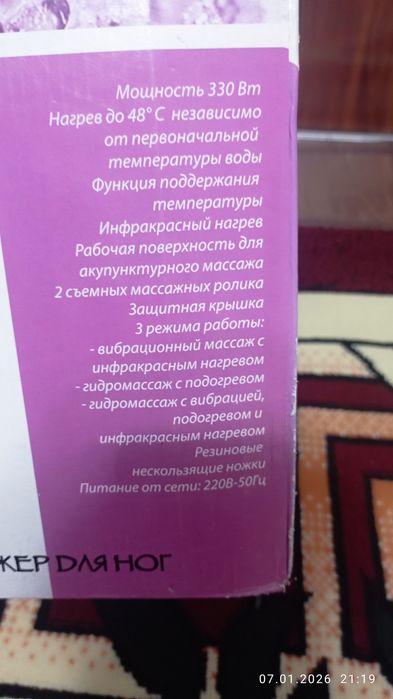 Мощность 330 Вт
Нагрев до 48° С независимо
от первоначальной
температуры воды
Функция поддержания
температуры
Инфракрасный нагрев
Рабочая поверхность для
акупунктурного массажа
2 съемных массажных ролика
Защитная крышка
3 режима работы:
- вибрационный массаж с
инфракрасным нагревом
- гидромассаж с подогревом
- гидромассаж с вибрацией,
подогревом и
инфракрасным нагревом
Резиновые
нескользящие ножки
Питание от сети: 220В-50Гц
ЖЕР ДЛЯ НОГ
07.01.2026 21:19